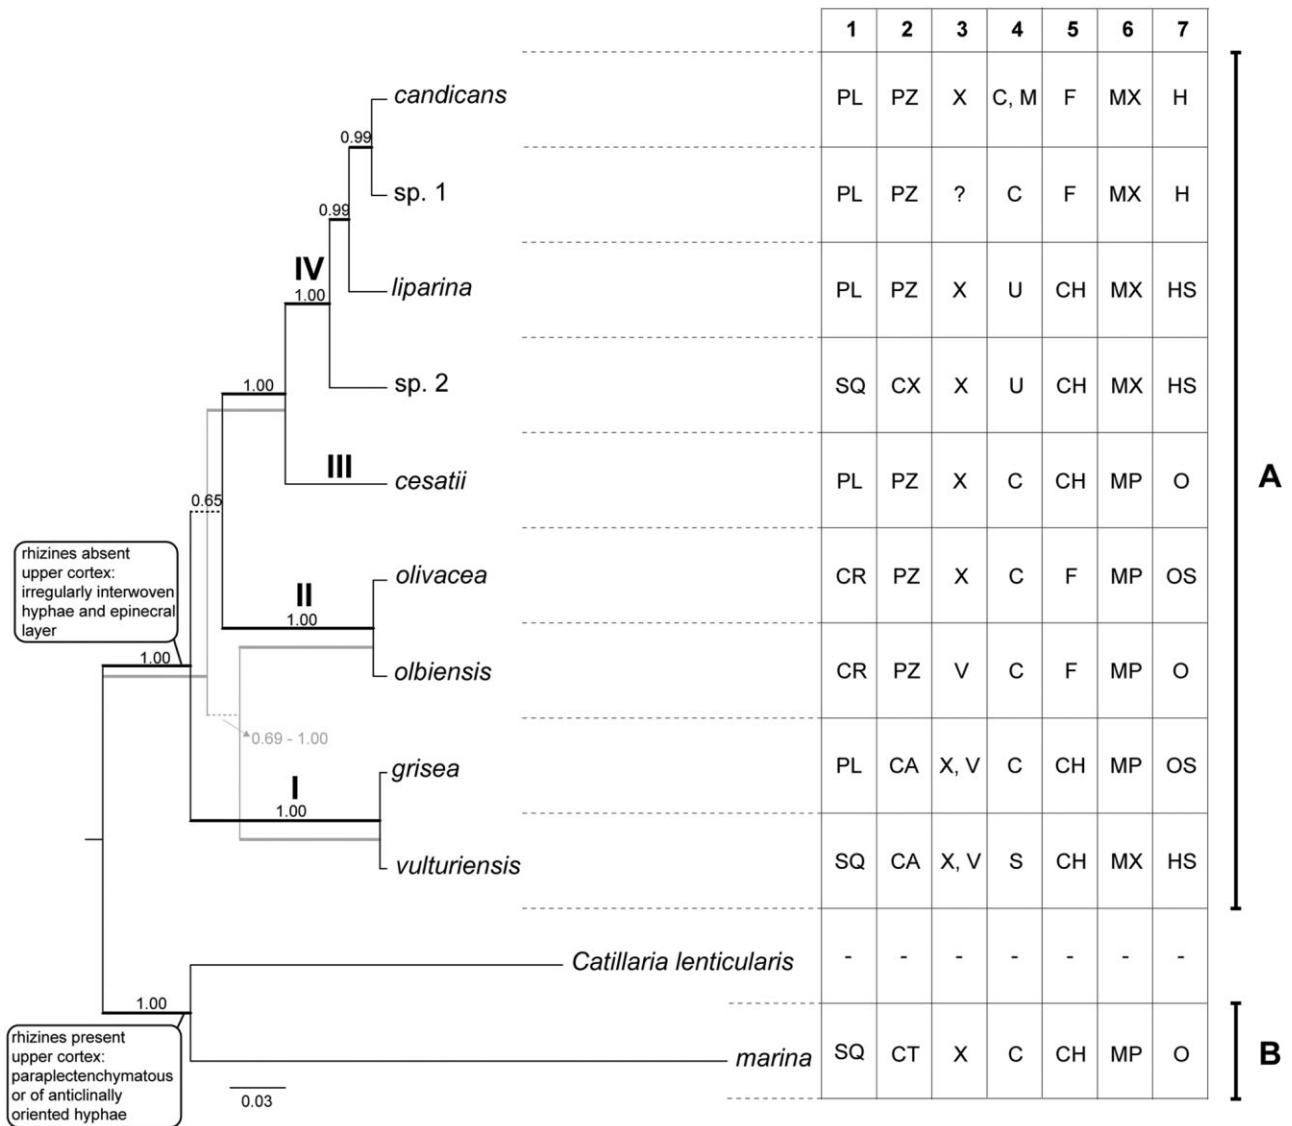 1 2 3 4 5 6 7
candicans PL PZ X C, M F MX H
0.99
sp. 1 PL PZ ? C F MX H
0.99
IV
1.00
liparina PL PZ X U CH MX HS
sp. 2 SQ CX X U CH MX HS
1.00
III
cesatii PL PZ X C CH MP O
A
0.65
rhizines absent
upper cortex:
irregularly interwoven
hyphae and epinecral
layer
olivacea CR PZ X C F MP OS
II
1.00
olbiensis CR PZ V C F MP O
1.00
0.69 - 1.00
grisea PL CA X, V C CH MP OS
I
1.00
vulturiensis SQ CA X, V S CH MX HS
Catillaria lenticularis - - - - - - -
1.00
rhizines present
upper cortex:
paraplectenchymatous
or of anticlinally
oriented hyphae
marina SQ CT X C CH MP O
B
0.03